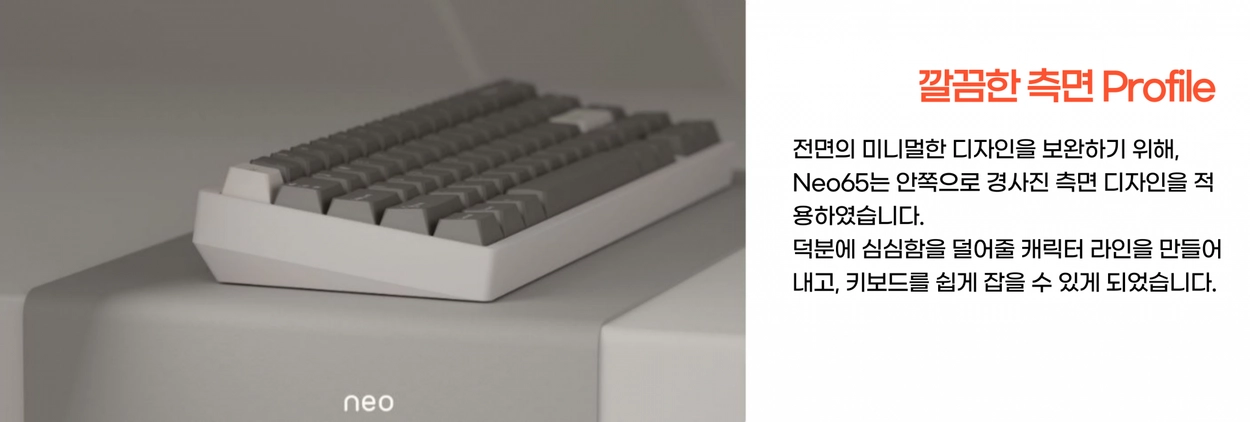 깔끔한 측면 Profile
전면의 미니멀한 디자인을 보완하기 위해,
Neo65는 안쪽으로 경사진 측면 디자인을 적
용하였습니다.
덕분에 심심함을 덜어줄 캐릭터 라인을 만들어
내고, 키보드를 쉽게 잡을 수 있게 되었습니다.
neo